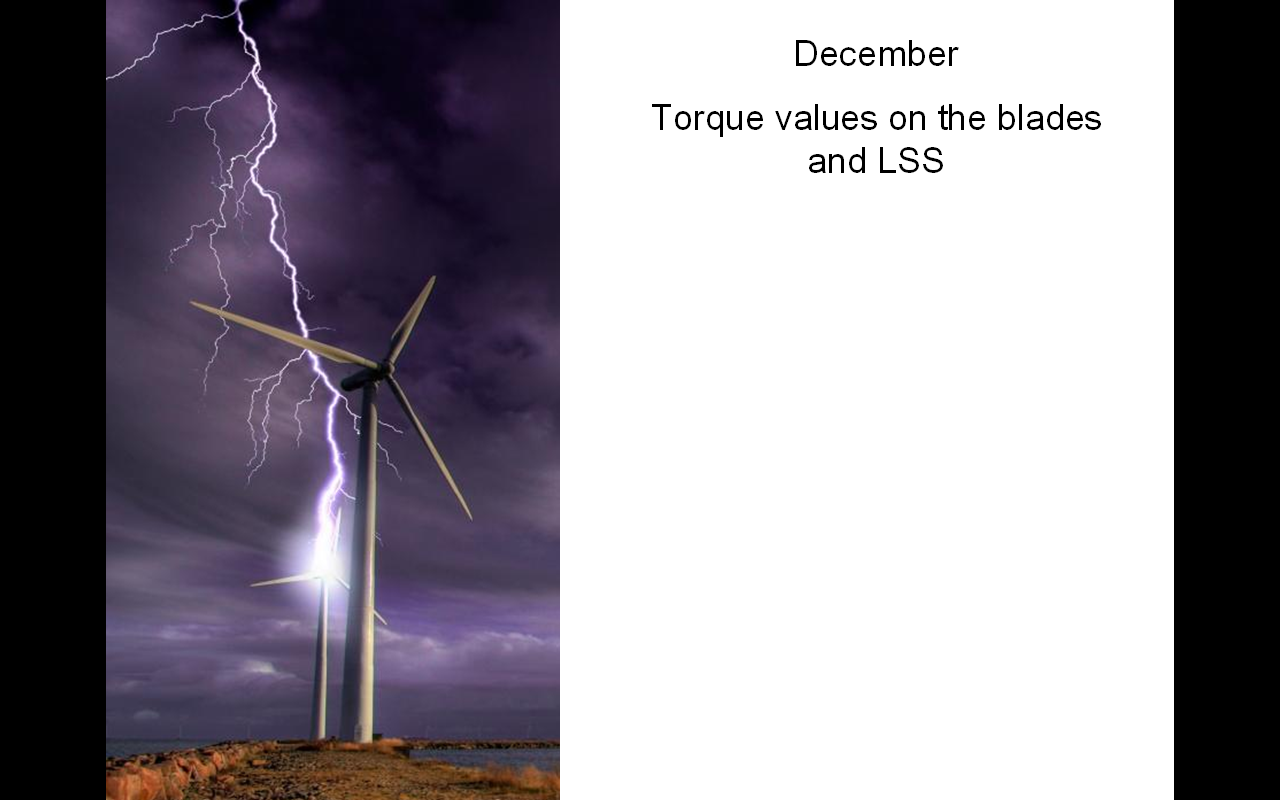 December
Torque values on the blades
and LSS